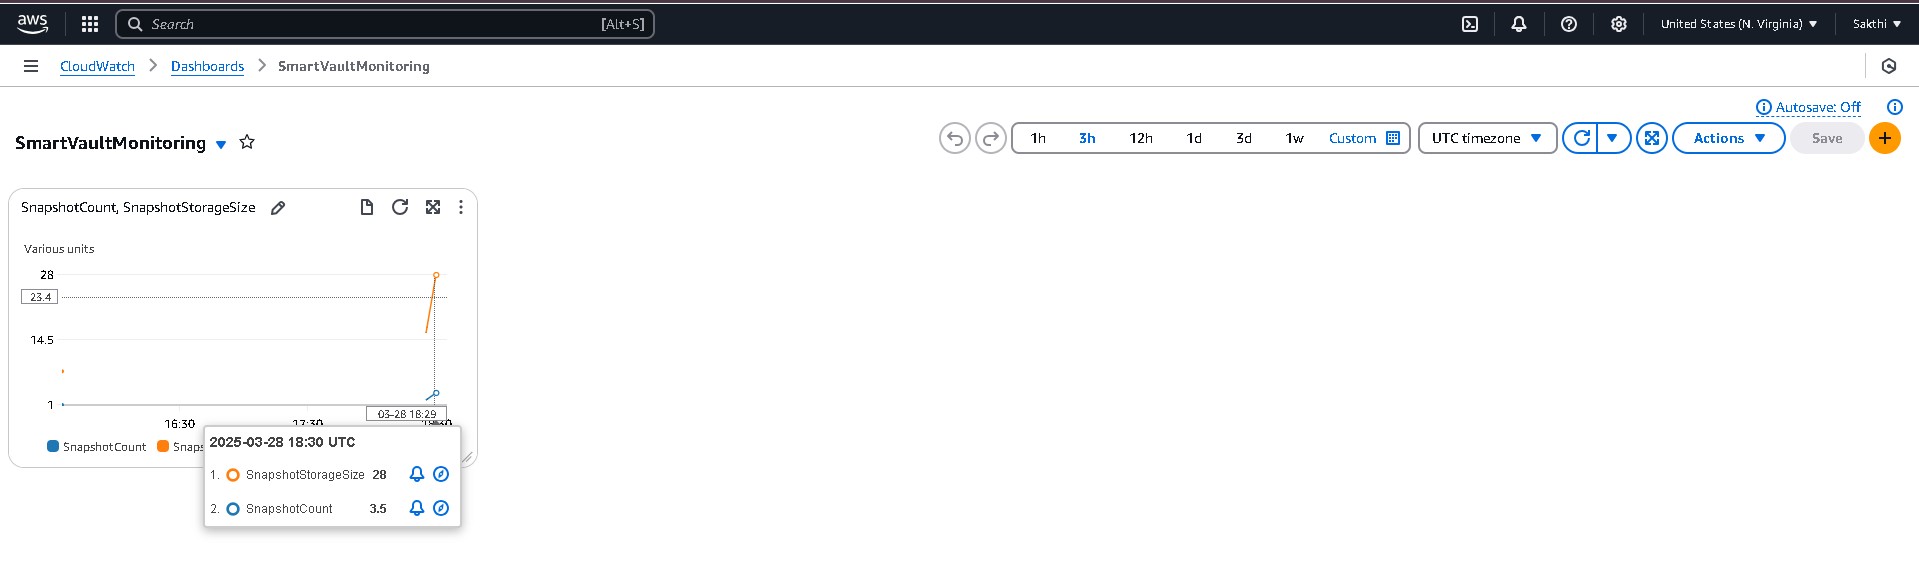 aws
Search [Alt+S]
United States (N. Virginia)
Sakthi
CloudWatch
Dashboards
SmartVaultMonitoring
Autosave: Off
SmartVaultMonitoring
1h 3h 12h 1d 3d 1w Custom
UTC timezone
Actions
Save
SnapshotCount, SnapshotStorageSize
Various units
28
23.4
14.5
1
03-28 18:29
16:30
17:30
18:30
SnapshotCount
Snaps
2025-03-28 18:30 UTC
1. SnapshotStorageSize 28
2. SnapshotCount 3.5